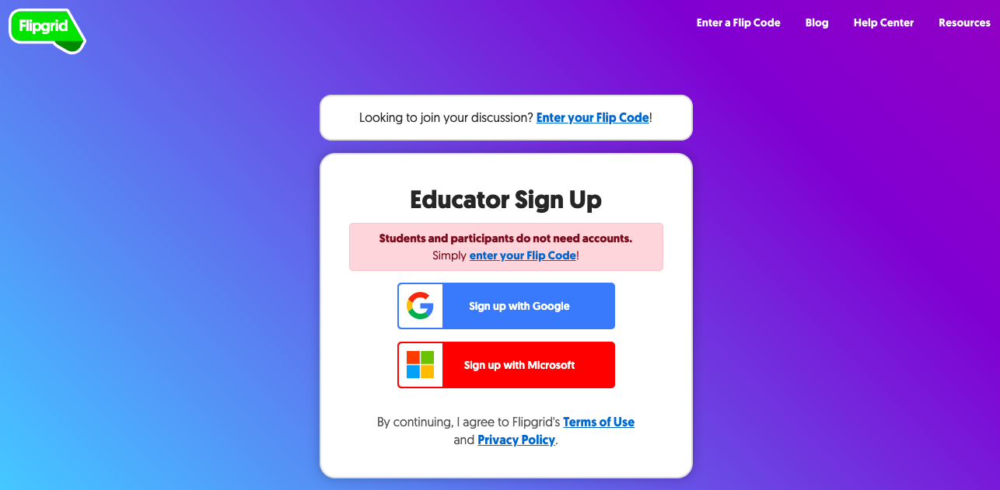 Flipgrid
Enter a Flip Code
Blog
Help Center
Resources
Looking to join your discussion? Enter your Flip Code!
Educator Sign Up
Students and participants do not need accounts.
Simply enter your Flip Code!
Sign up with Google
Sign up with Microsoft
By continuing, I agree to Flipgrid's Terms of Use
and Privacy Policy.